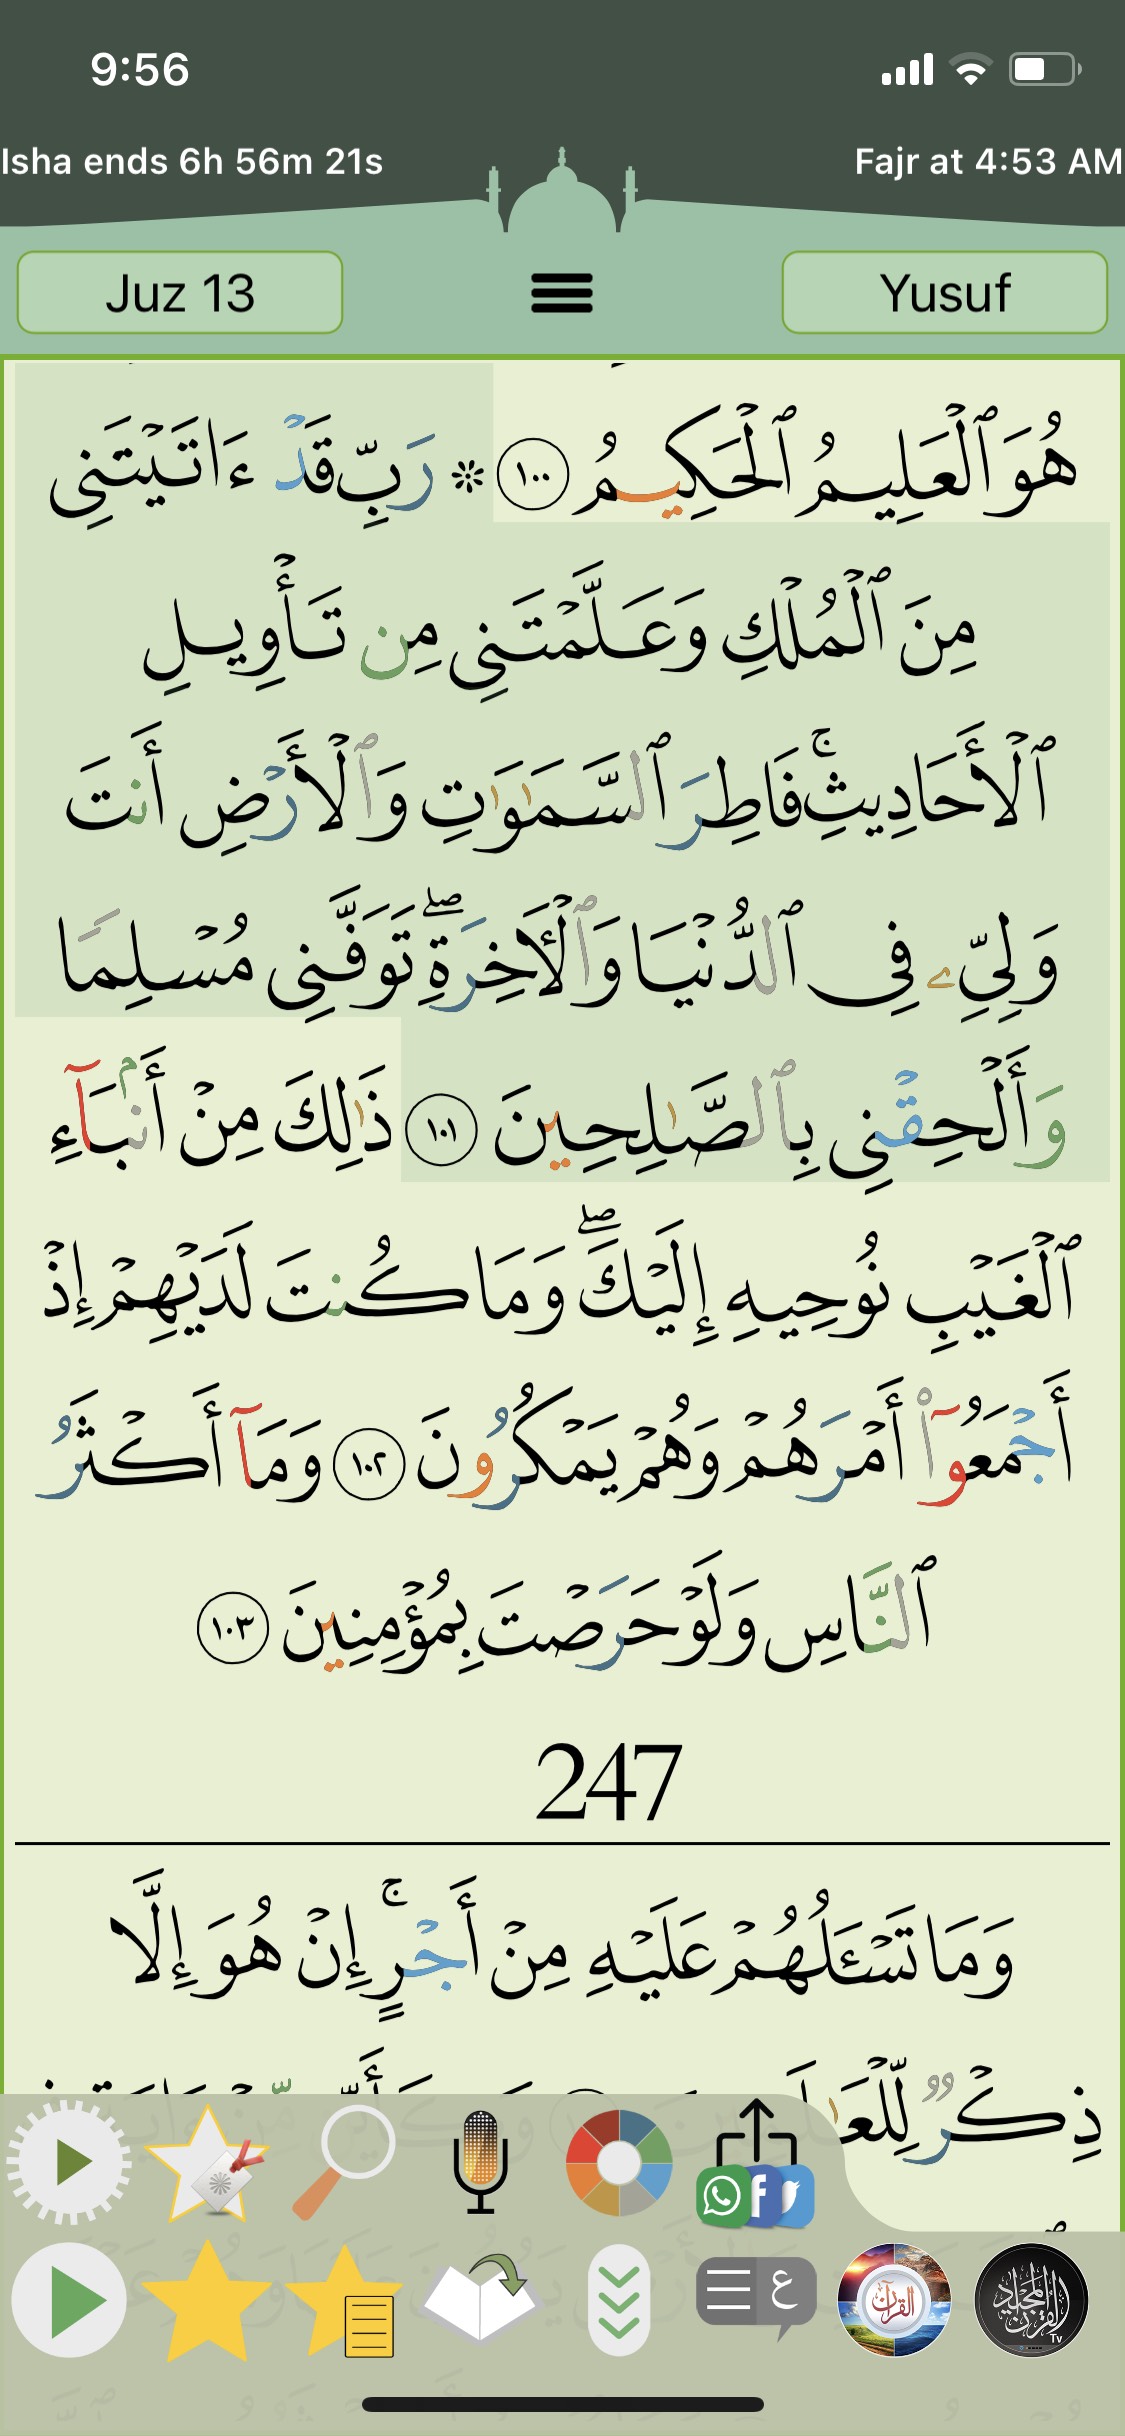 9:56
Isha ends 6h 56m 21s
Fajr at 4:53 AM
Juz 13
Yusuf
هُوَ ٱلْعَلِيمُ ٱلْحَكِيمُ ١٠٠ ۞ رَبِّ قَدْ ءَاتَيْتَنِى
مِنَ ٱلْمُلْكِ وَعَلَّمْتَنِى مِن تَأْوِيلِ
ٱلْأَحَادِيثِ ۚ فَاطِرَ ٱلسَّمَـٰوَٰتِ وَٱلْأَرْضِ أَنتَ
وَلِىِّۦ فِى ٱلدُّنْيَا وَٱلْـَٔاخِرَةِ ۖ تَوَفَّنِى مُسْلِمًا
وَأَلْحِقْنِى بِٱلصَّـٰلِحِينَ ١٠١ ذَٰلِكَ مِنْ أَنۢبَآءِ
ٱلْغَيْبِ نُوحِيهِ إِلَيْكَ ۖ وَمَا كُنتَ لَدَيْهِمْ إِذْ
أَجْمَعُوٓا۟ أَمْرَهُمْ وَهُمْ يَمْكُرُونَ ١٠٢ وَمَآ أَكْثَرُ
ٱلنَّاسِ وَلَوْ حَرَصْتَ بِمُؤْمِنِينَ ١٠٣
247
وَمَا تَسْـَٔلُهُمْ عَلَيْهِ مِنْ أَجْرٍ ۚ إِنْ هُوَ إِلَّا
ذِكْرٌ لِّلْعَـٰلَ
ع
القرآن
القرآن المجيد
Tv